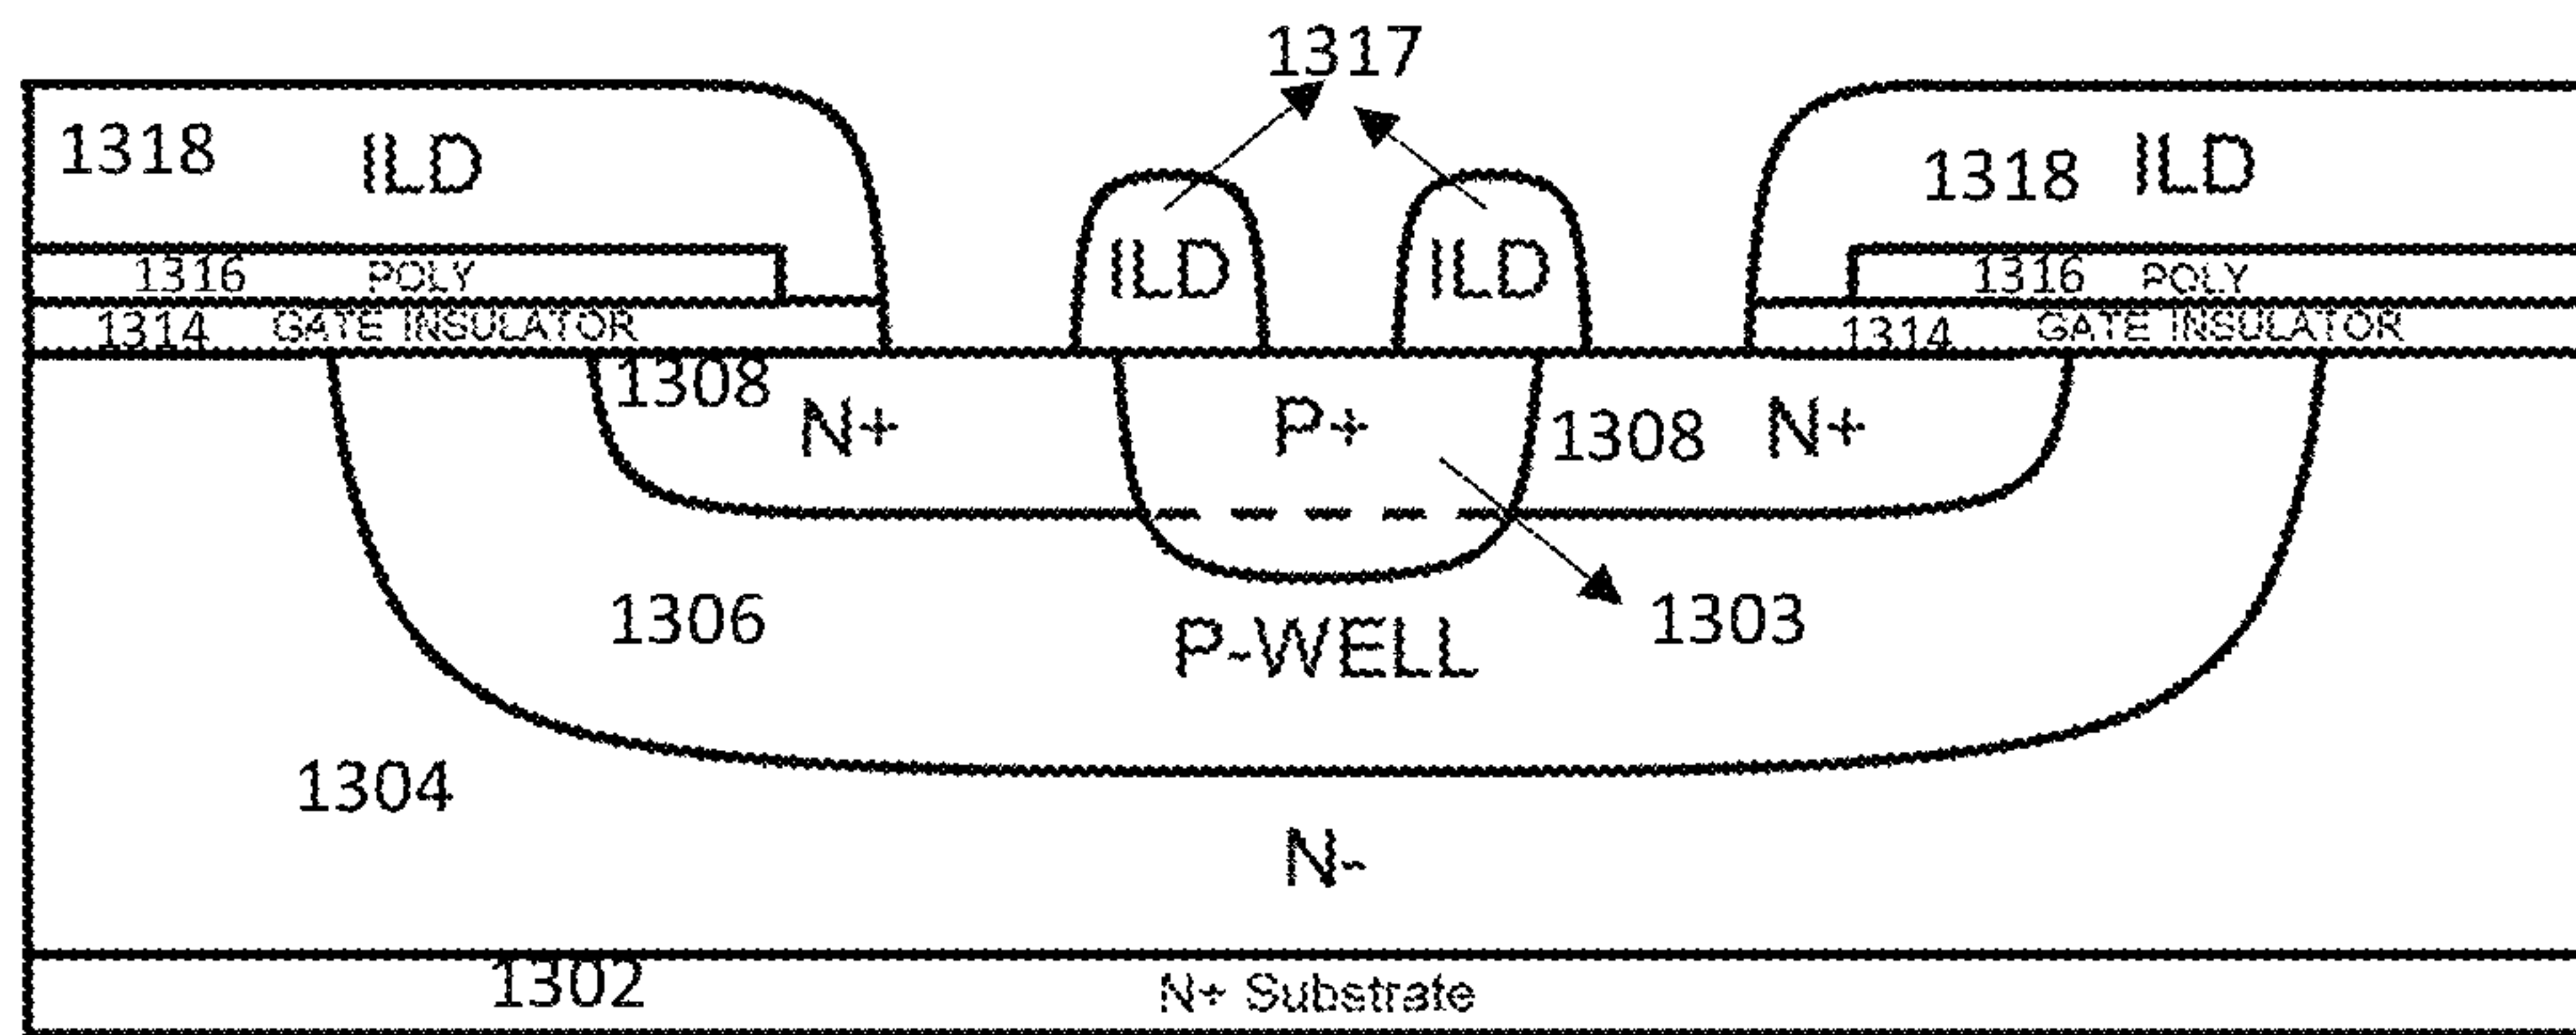 1317
1318 ILD
1318 ILD
ILD
ILD
1316 POLY
1316 POLY
1314 GATE INSULATOR
1314 GATE INSULATOR
1308
N+
P+
1308 N+
1306
1303
P-WELL
1304
N-
1302
N+ Substrate